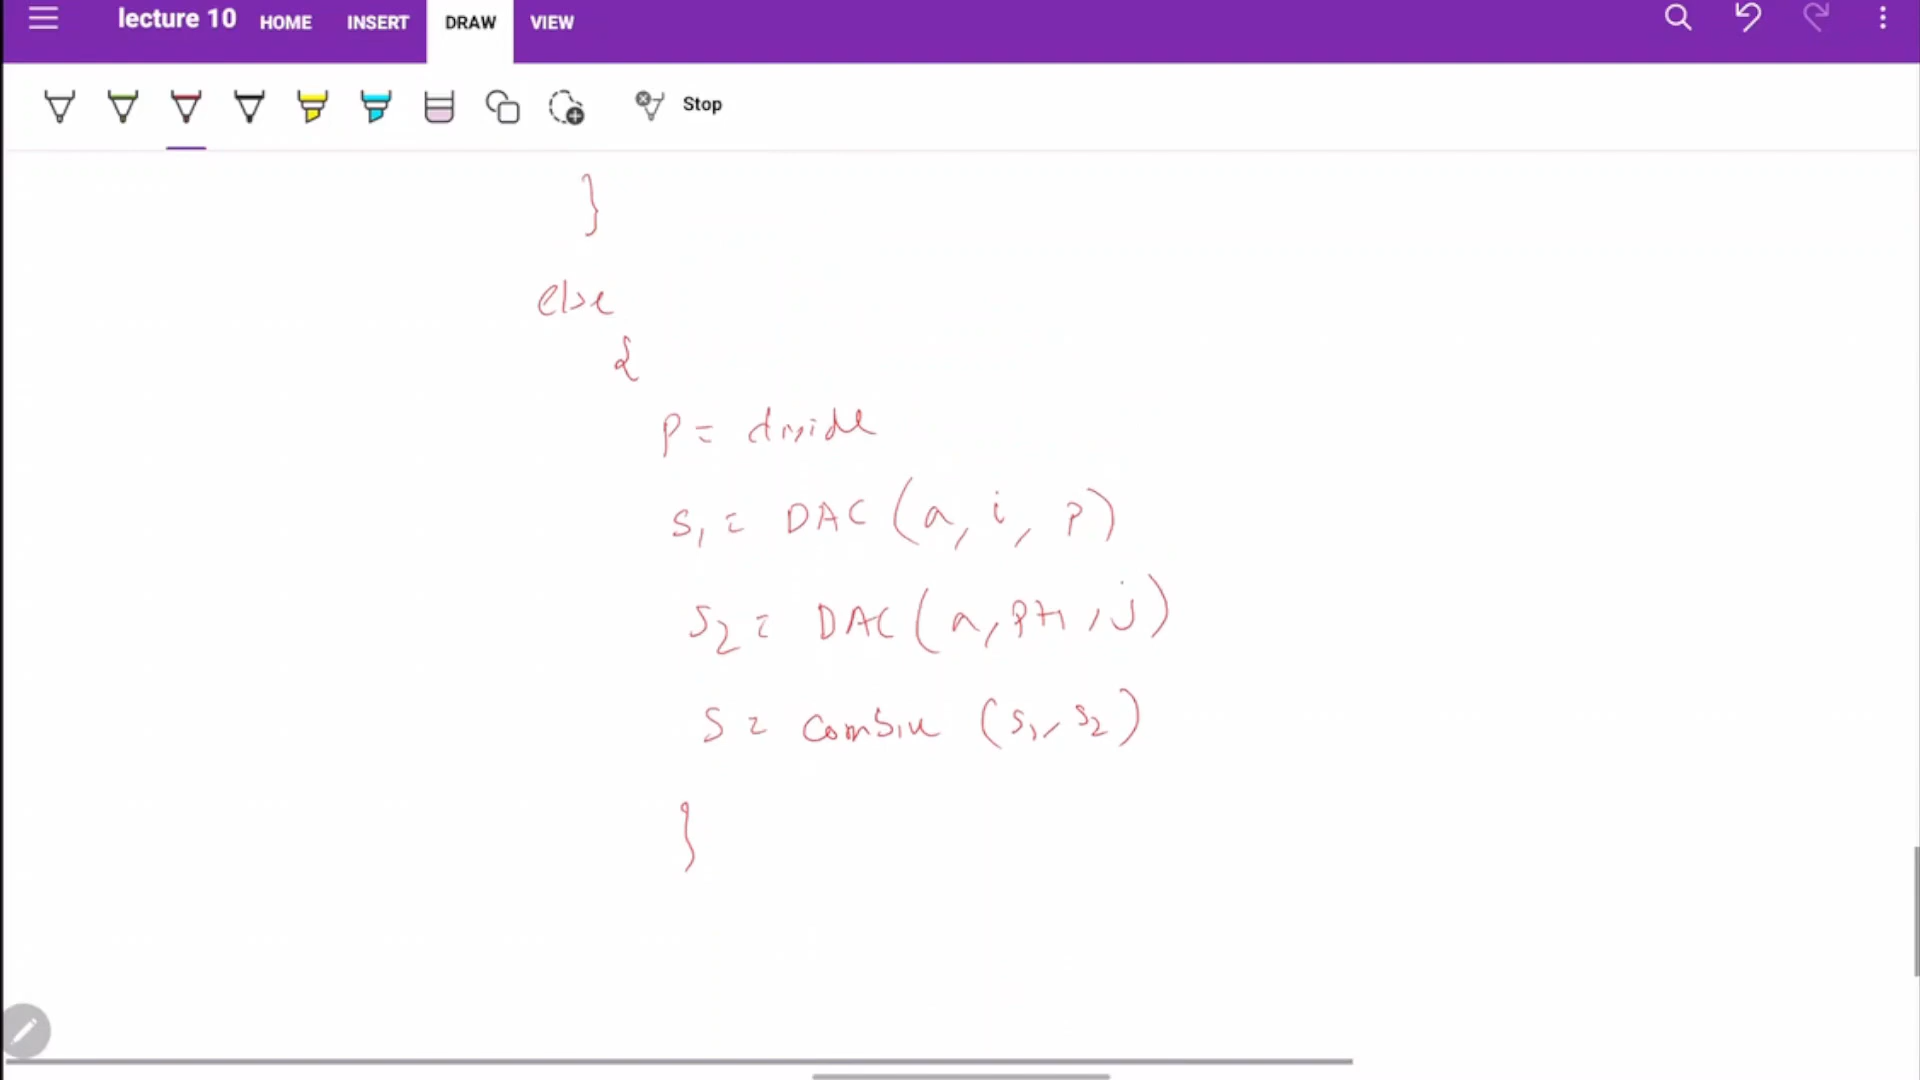 lecture 10 HOME INSERT DRAW VIEW
Stop
}
else
{
P = divide
S1 = DAC (a, i, P)
S2 = DAC (a, P+1, j)
S = Combine (S1, S2)
}